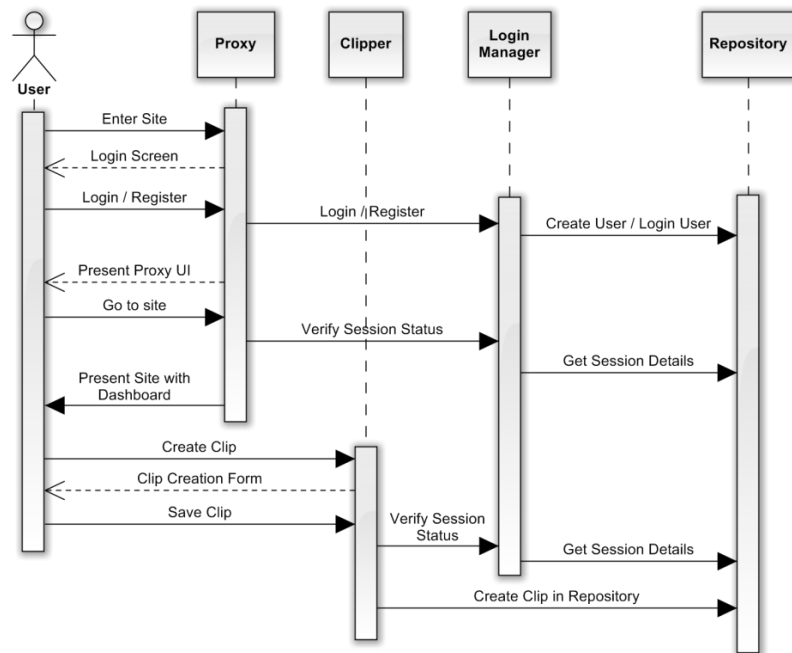 User
Proxy
Clipper
Login
Manager
Repository
Enter Site
Login Screen
Login / Register
Login / Register
Create User / Login User
Present Proxy UI
Go to site
Verify Session Status
Get Session Details
Present Site with
Dashboard
Create Clip
Clip Creation Form
Save Clip
Verify Session
Status
Get Session Details
Create Clip in Repository